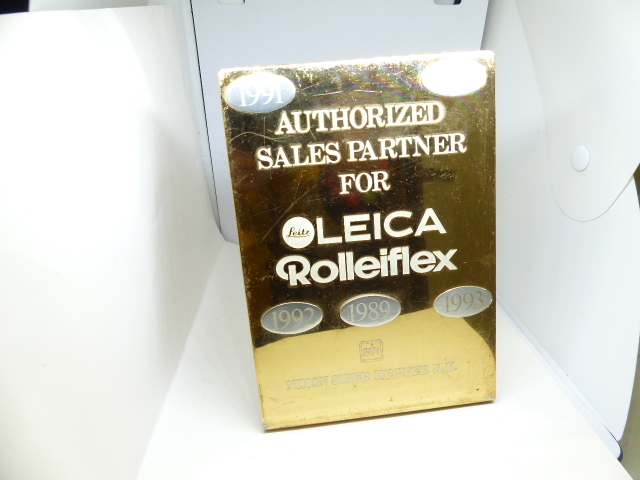 1991
AUTHORIZED
SALES PARTNER
FOR
Leitz LEICA
Rolleiflex
1992 1989 1993